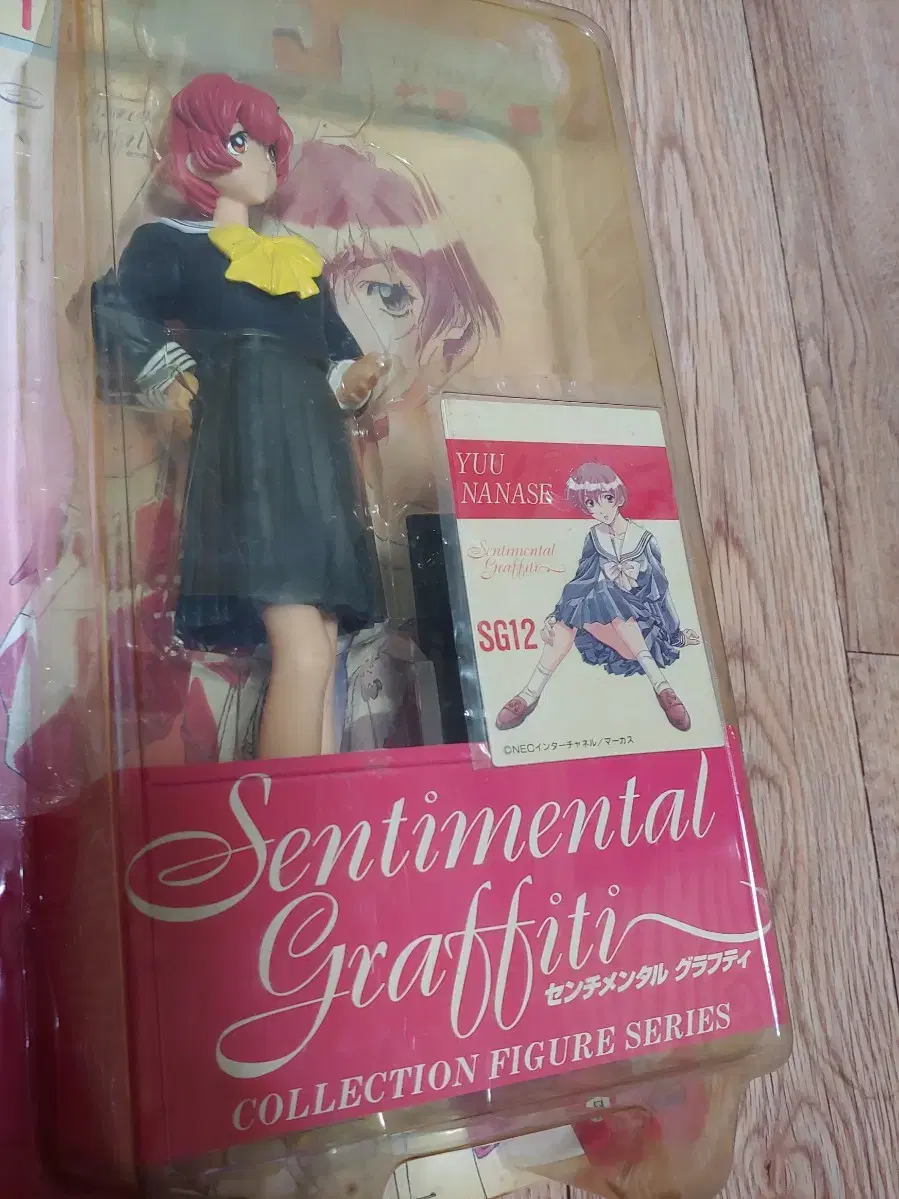 YUU
NANASE
Sentimental
Graffiti
SG12
©NECインターチャネル/マーカス
Sentimental
Graffiti
センチメンタル グラフティ
COLLECTION FIGURE SERIES